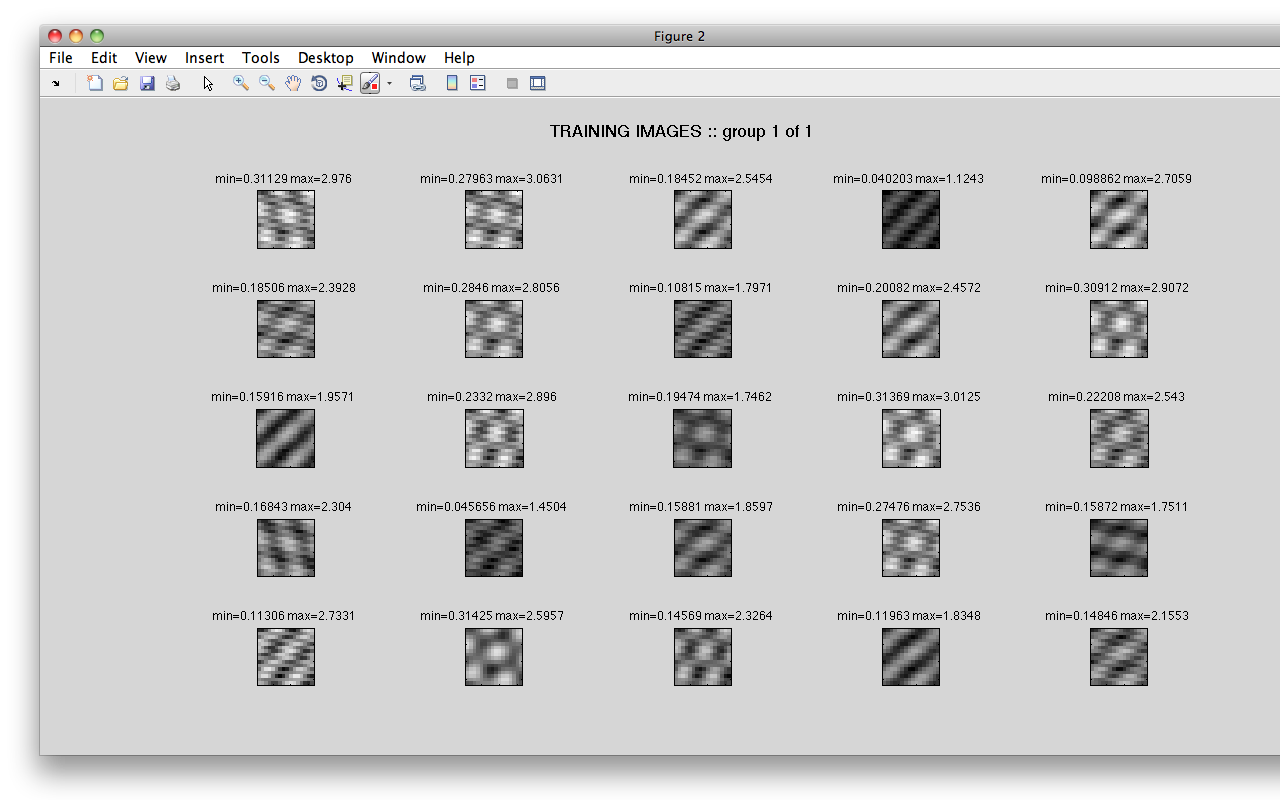 Figure 2
File Edit View Insert Tools Desktop Window Help
TRAINING IMAGES :: group 1 of 1
min=0.31129 max=2.976 min=0.27963 max=3.0631 min=0.18452 max=2.5454 min=0.040203 max=1.1243 min=0.098862 max=2.7059
min=0.18506 max=2.3928 min=0.2846 max=2.8056 min=0.10815 max=1.7971 min=0.20082 max=2.4572 min=0.30912 max=2.9072
min=0.15916 max=1.9571 min=0.2332 max=2.896 min=0.19474 max=1.7462 min=0.31369 max=3.0125 min=0.22208 max=2.543
min=0.16843 max=2.304 min=0.045656 max=1.4504 min=0.15881 max=1.8597 min=0.27476 max=2.7536 min=0.15872 max=1.7511
min=0.11306 max=2.7331 min=0.31425 max=2.5957 min=0.14569 max=2.3264 min=0.11963 max=1.8348 min=0.14846 max=2.1553